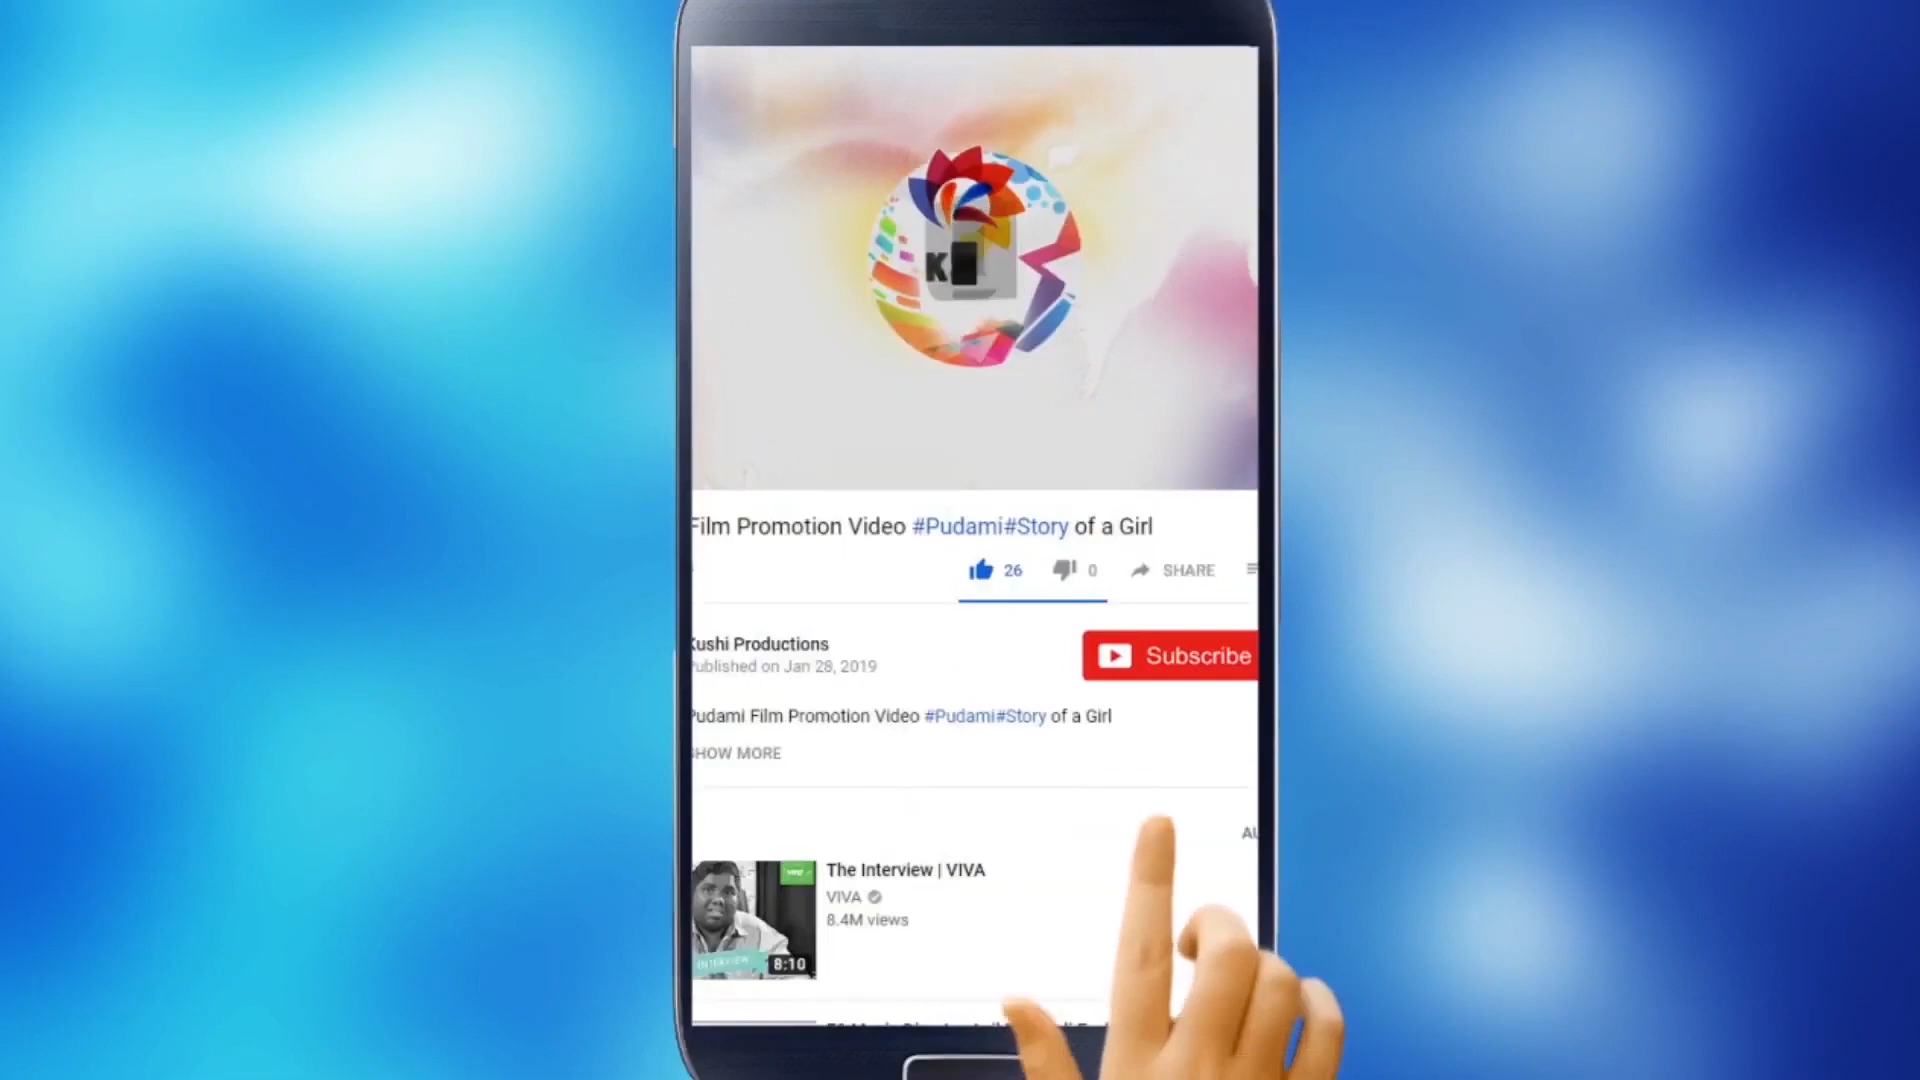 K
Film Promotion Video #Pudami#Story of a Girl
26 0 SHARE
Kushi Productions
Published on Jan 28, 2019
Subscribe
Pudami Film Promotion Video #Pudami#Story of a Girl
SHOW MORE
The Interview | VIVA
VIVA
8.4M views
INTERVIEW
8:10